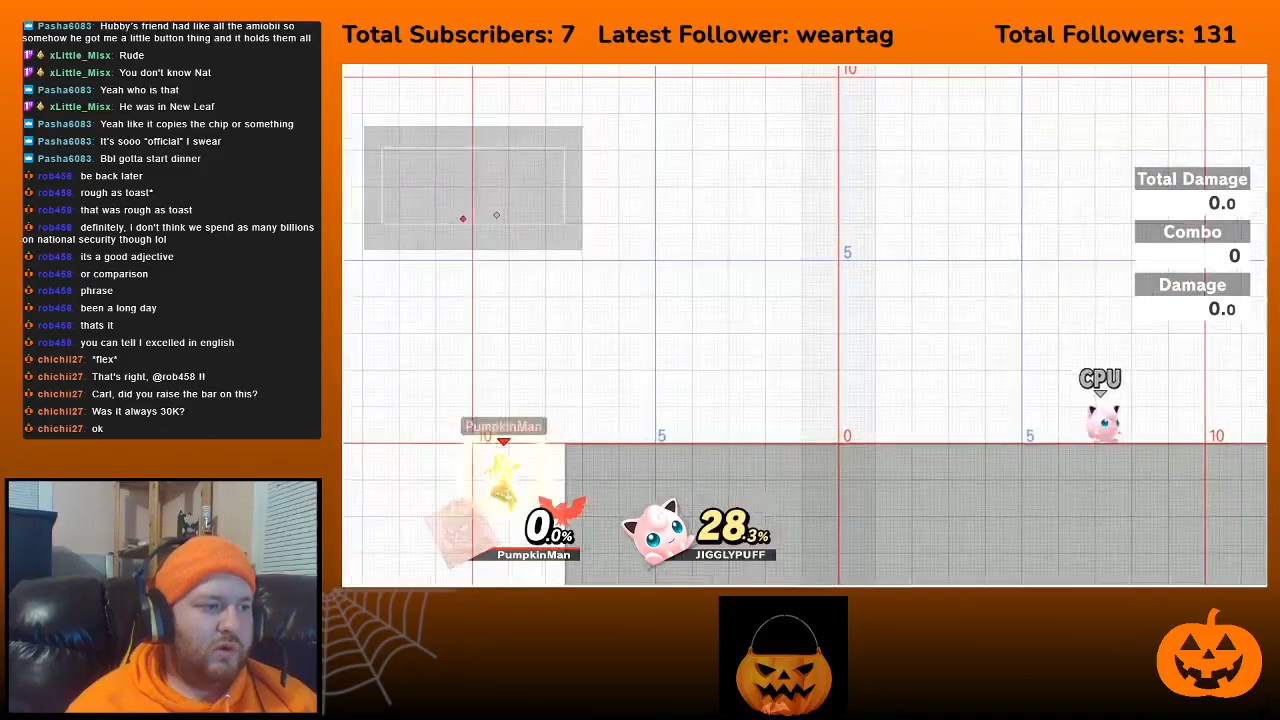 Total Subscribers: 7 Latest Follower: weartag Total Followers: 131
Pasha6083: Hubby's friend had like all the amiobii so
somehow he got me a little button thing and it holds them all
xLittle_Misx: Rude
xLittle_Misx: You don't know Nat
Pasha6083: Yeah who is that
xLittle_Misx: He was in New Leaf
Pasha6083: Yeah like it copies the chip or something
Pasha6083: It's sooo "official" I swear
Pasha6083: Bbl gotta start dinner
rob458: be back later
rob458: rough as toast*
rob458: that was rough as toast
rob458: definitely, i don't think we spend as many billions
on national security though lol
rob458: its a good adjective
rob458: or comparison
rob458: phrase
rob458: been a long day
rob458: thats it
rob458: you can tell I excelled in english
chichii27: *flex*
chichii27: That's right, @rob458 !!
chichii27: Carl, did you raise the bar on this?
chichii27: Was it always 30K?
chichii27: ok
10
Total Damage
0.0
Combo
0
Damage
0.0
5
CPU
PumpkinMan
10 5 0 5 10
0.0%
PumpkinMan
28.3%
JIGGLYPUFF